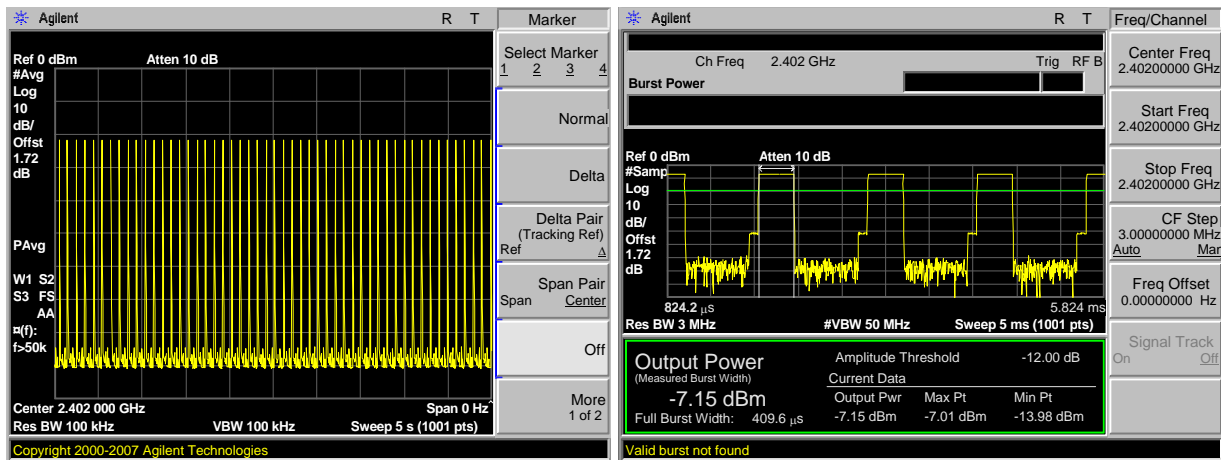 Agilent R T Marker
Ref 0 dBm Atten 10 dB
#Avg
Log
10
dB/
Offst
1.72
dB
PAvg
W1 S2
S3 FS
AA
¤(f):
f>50k
Center 2.402 000 GHz Span 0 Hz^
Res BW 100 kHz VBW 100 kHz Sweep 5 s (1001 pts)
Copyright 2000-2007 Agilent Technologies
Select Marker
1 2 3 4
Normal
Delta
Delta Pair
(Tracking Ref)
Ref Δ
Span Pair
Span Center
Off
More
1 of 2
Agilent R T Freq/Channel
Ch Freq 2.402 GHz Trig RF B
Burst Power
Ref 0 dBm Atten 10 dB
#Samp
Log
10
dB/
Offst
1.72
dB
824.2 μS 5.824 ms
Res BW 3 MHz #VBW 50 MHz Sweep 5 ms (1001 pts)
Output Power
(Measured Burst Width)
-7.15 dBm
Full Burst Width: 409.6 μs
Amplitude Threshold -12.00 dB
Current Data
Output Pwr Max Pt Min Pt
-7.15 dBm -7.01 dBm -13.98 dBm
Valid burst not found
Center Freq
2.40200000 GHz
Start Freq
2.40200000 GHz
Stop Freq
2.40200000 GHz
CF Step
3.00000000 MHz
Auto Mar
Freq Offset
0.00000000 Hz
Signal Track
On Off